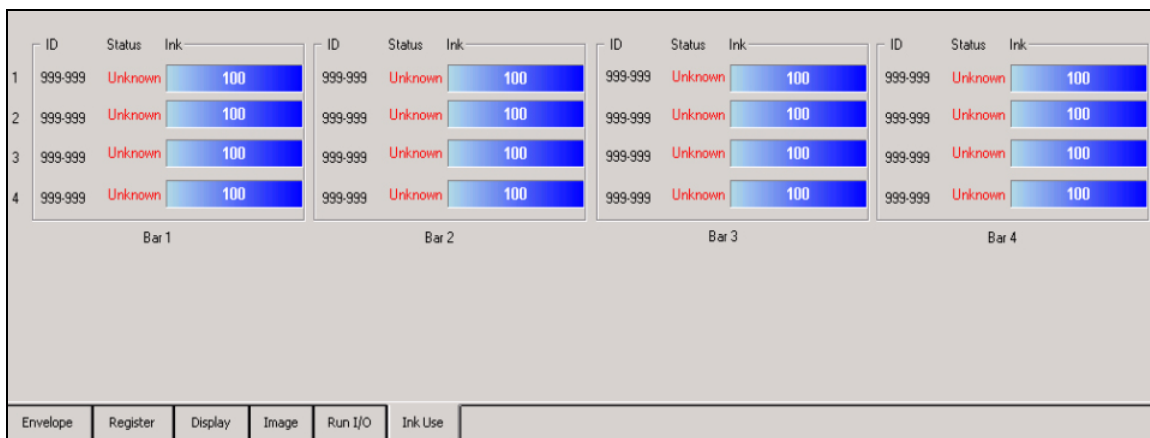 ID Status Ink ID Status Ink ID Status Ink ID Status Ink
1 999-999 Unknown 100 999-999 Unknown 100 999-999 Unknown 100 999-999 Unknown 100
2 999-999 Unknown 100 999-999 Unknown 100 999-999 Unknown 100 999-999 Unknown 100
3 999-999 Unknown 100 999-999 Unknown 100 999-999 Unknown 100 999-999 Unknown 100
4 999-999 Unknown 100 999-999 Unknown 100 999-999 Unknown 100 999-999 Unknown 100
Bar 1 Bar 2 Bar 3 Bar 4
Envelope Register Display Image Run I/O Ink Use